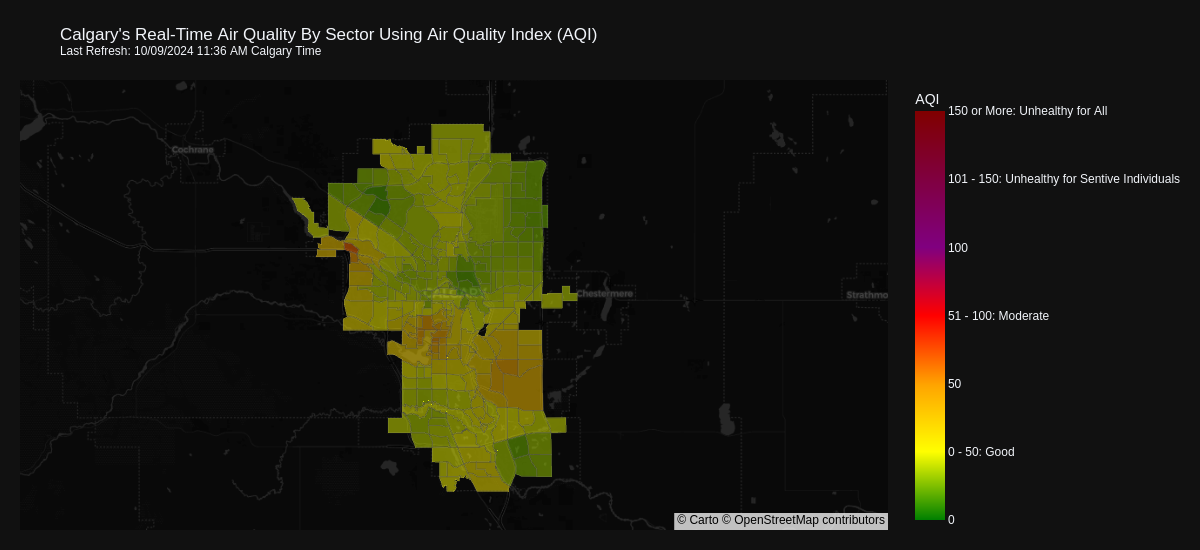 Calgary's Real-Time Air Quality By Sector Using Air Quality Index (AQI)
Last Refresh: 10/09/2024 11:36 AM Calgary Time
AQI
150 or More: Unhealthy for All
Cochrane
101 - 150: Unhealthy for Sentive Individuals
100
CALGARY
Chestermere
Strathmo
51 - 100: Moderate
50
0 - 50: Good
0
© Carto © OpenStreetMap contributors